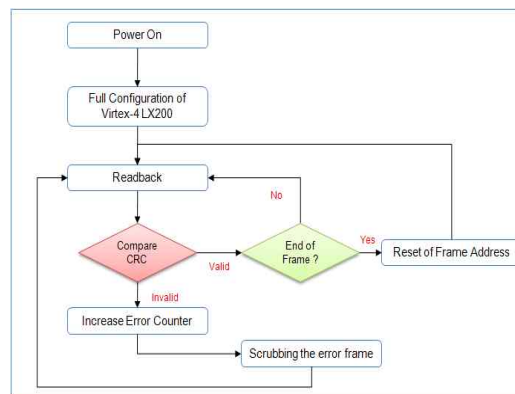 Power On
Full Configuration of
Virtex-4 LX200
Readback
No
Compare
CRC
Valid
End of
Frame ?
Yes
Reset of Frame Address
Invalid
Increase Error Counter
Scrubbing the error frame